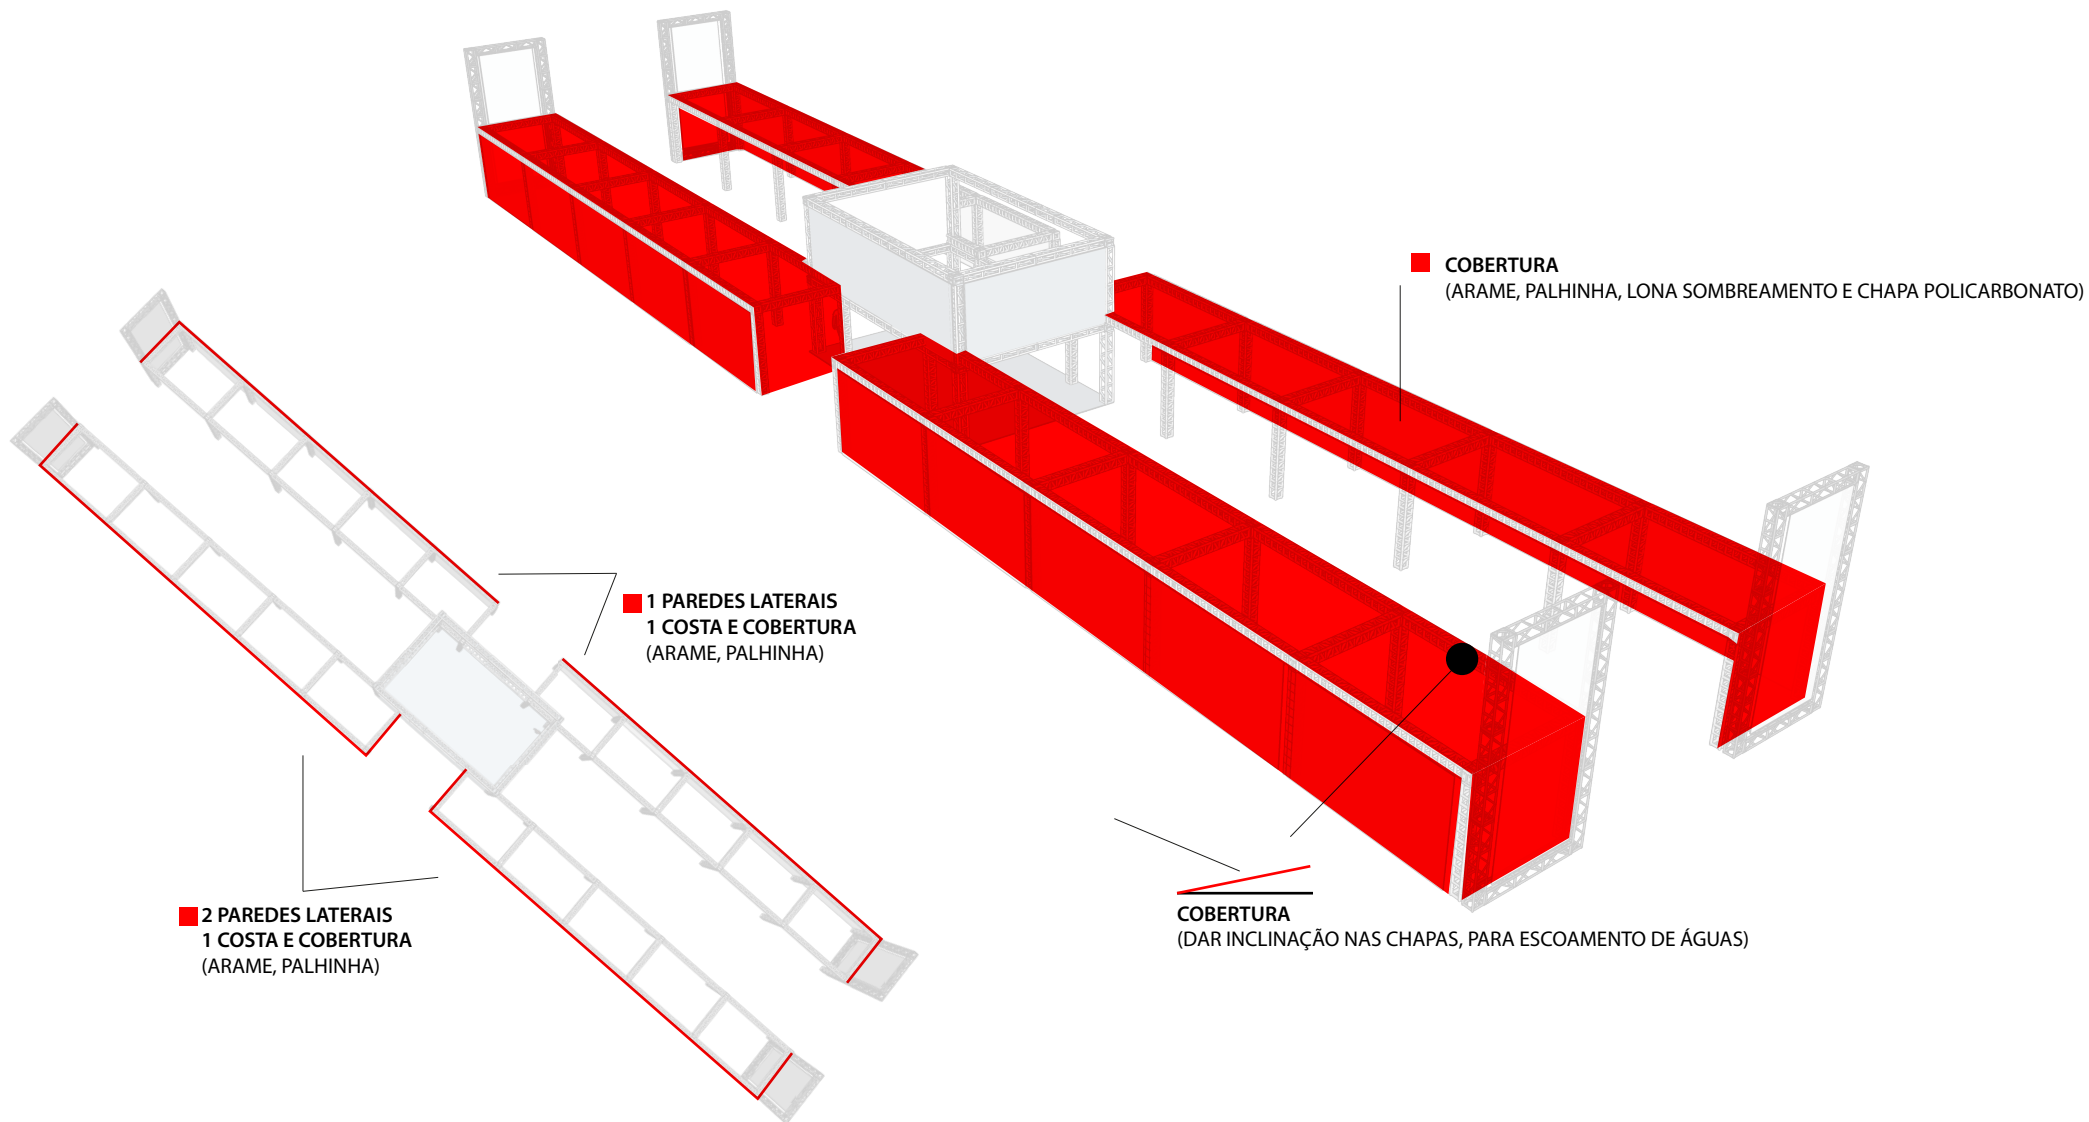 COBERTURA
(ARAME, PALHINHA, LONA SOMBREAMENTO E CHAPA POLICARBONATO)
1 PAREDES LATERAIS
1 COSTA E COBERTURA
(ARAME, PALHINHA)
2 PAREDES LATERAIS
1 COSTA E COBERTURA
(ARAME, PALHINHA)
COBERTURA
(DAR INCLINAÇÃO NAS CHAPAS, PARA ESCOAMENTO DE ÁGUAS)